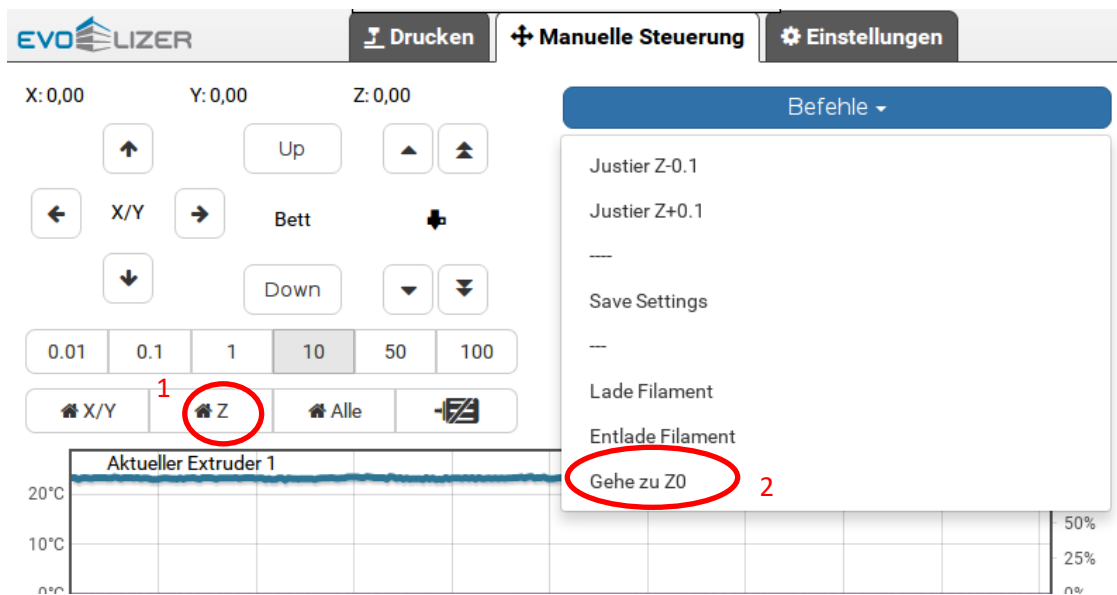 EVOLIZER
Drucken
Manuelle Steuerung
Einstellungen
X: 0,00 Y: 0,00 Z: 0,00
Befehle
Up
X/Y
Bett
Down
0.01 0.1 1 10 50 100
1
X/Y Z Alle
Justier Z-0.1
Justier Z+0.1
----
Save Settings
---
Lade Filament
Entlade Filament
Gehe zu Z0
2
Aktueller Extruder 1
20°C
10°C
0°C
50%
25%
0%